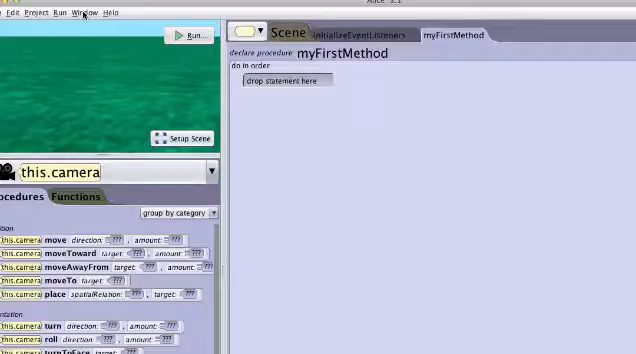 Alice 3.1
Edit Project Run Window Help
Run...
Scene initializeEventListeners myFirstMethod
declare procedure myFirstMethod
do in order
drop statement here
Setup Scene
this.camera
ocedures Functions
group by category
tion
this.camera move direction: ??? , amount: ???
this.camera moveToward target: ??? , amount: ???
this.camera moveAwayFrom target: ??? , amount: ???
this.camera moveTo target: ???
this.camera place spatialRelation: ??? , target: ???
ntation
this.camera turn direction: ??? , amount: ???
this.camera roll direction: ??? , amount: ???
this.camera turnToFace target: ???